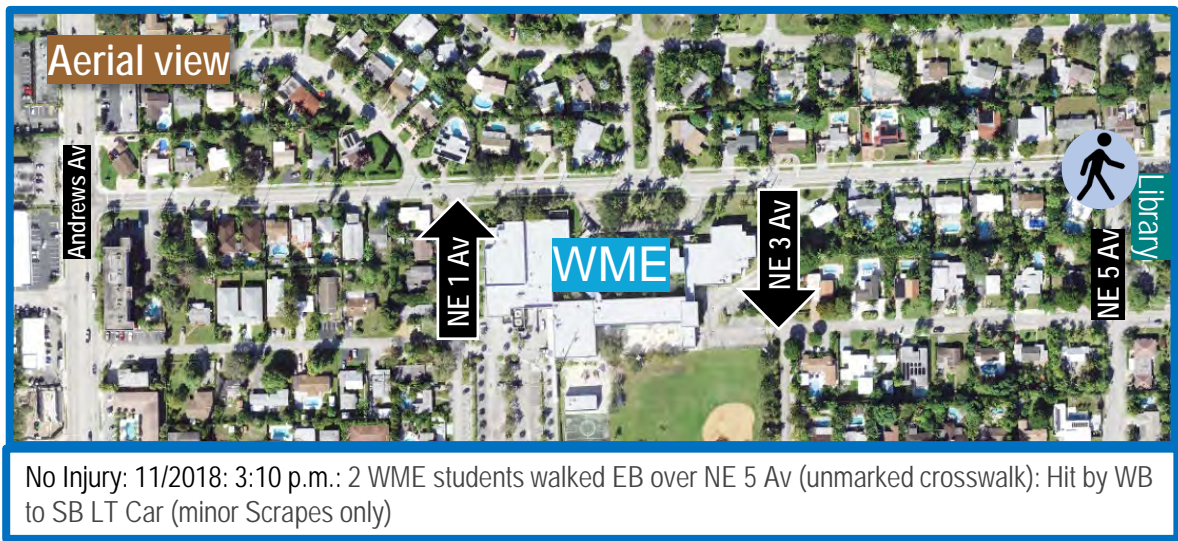 Aerial view
Andrews Av
NE 1 Av
WME
NE 3 Av
Library
NE 5 Av
No Injury: 11/2018: 3:10 p.m.: 2 WME students walked EB over NE 5 Av (unmarked crosswalk): Hit by WB
to SB LT Car (minor Scrapes only)